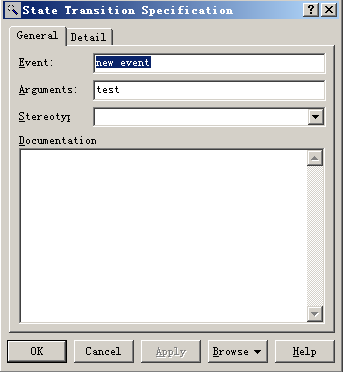 State Transition Specification
General Detail
Event: new event
Arguments: test
Stereoty;
Documentation
OK Cancel Apply Browse Help